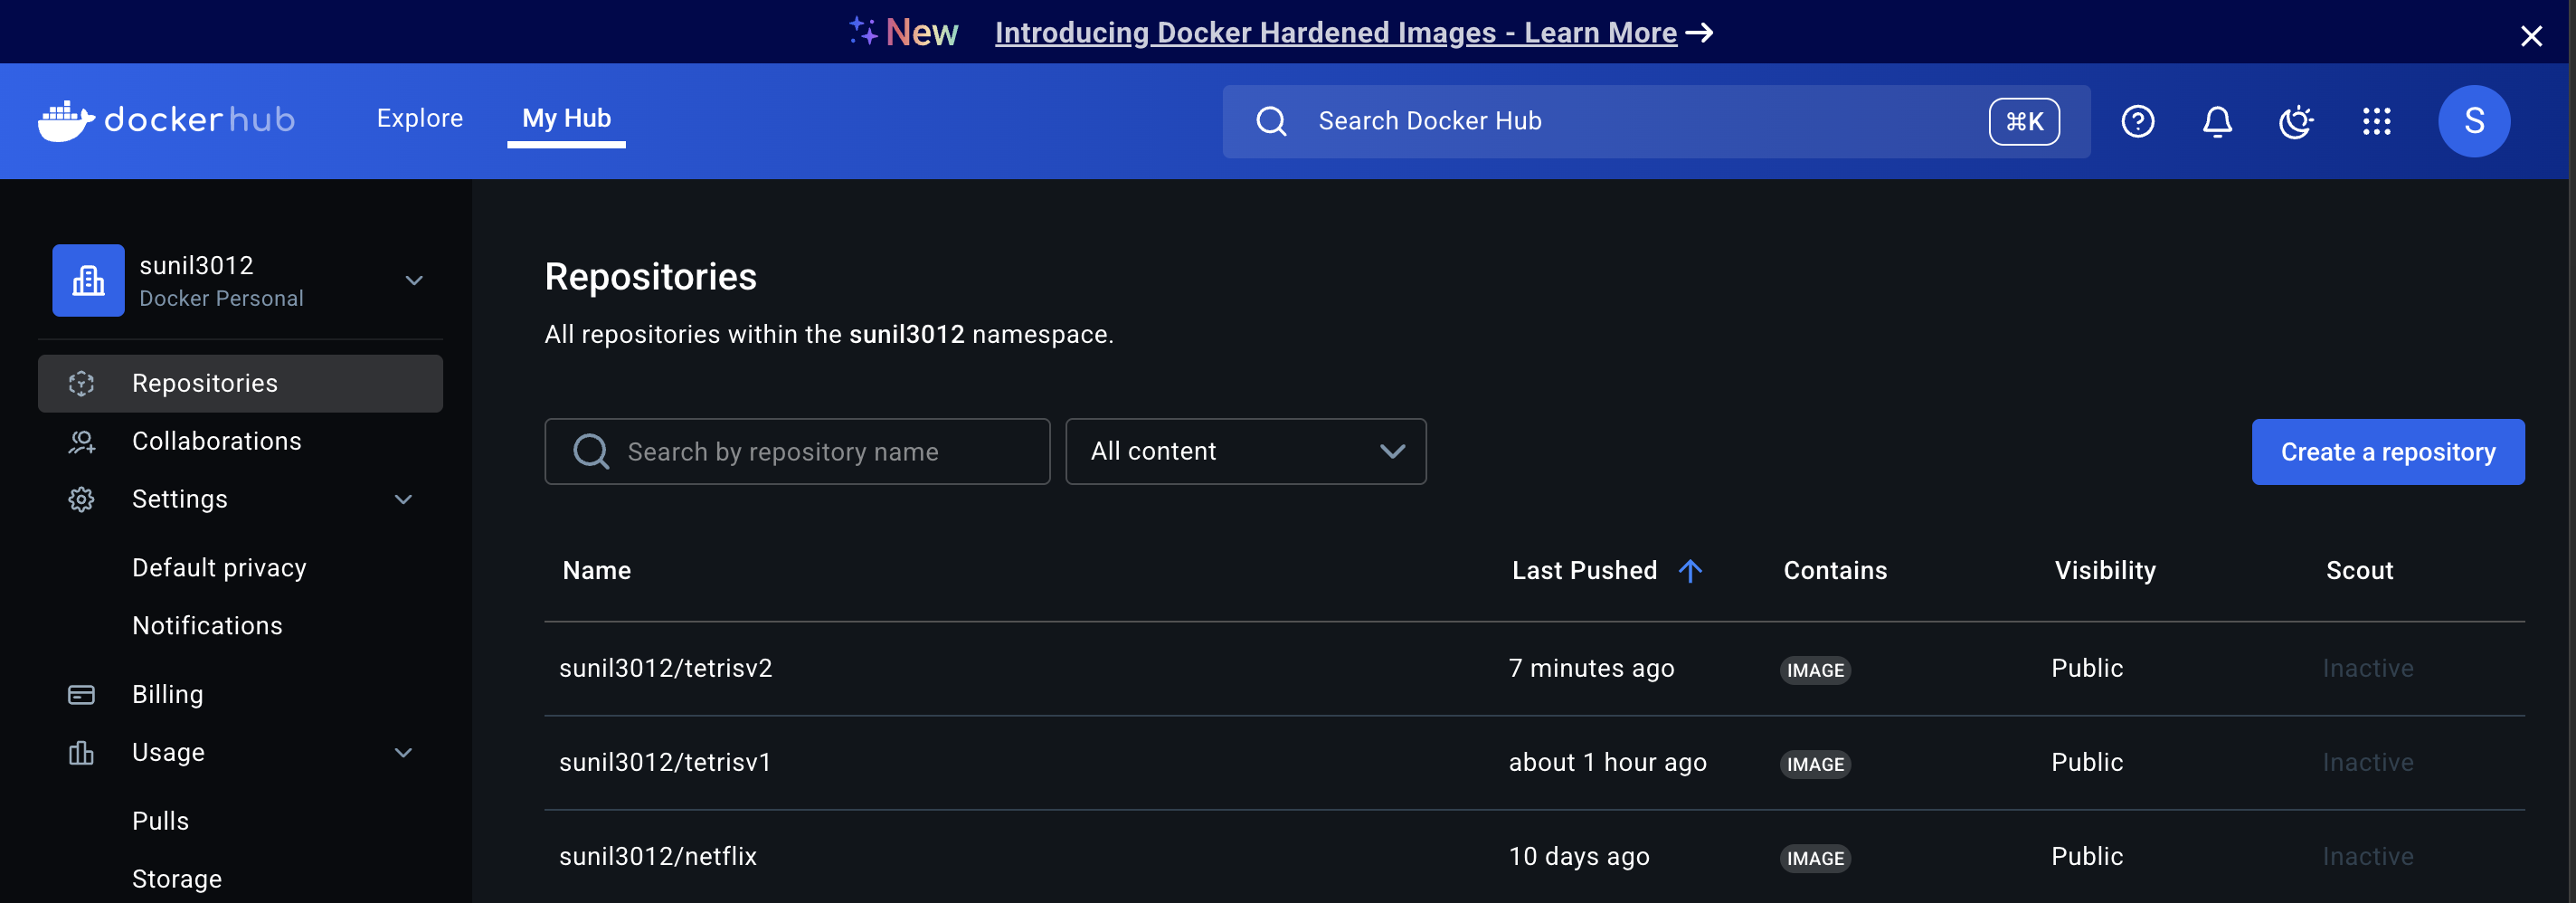 New Introducing Docker Hardened Images - Learn More
dockerhub Explore My Hub Search Docker Hub ⌘K S
sunil3012
Docker Personal
Repositories
Collaborations
Settings
Default privacy
Notifications
Billing
Usage
Pulls
Storage
Repositories
All repositories within the sunil3012 namespace.
Search by repository name All content Create a repository
Name Last Pushed Contains Visibility Scout
sunil3012/tetrisv2 7 minutes ago IMAGE Public Inactive
sunil3012/tetrisv1 about 1 hour ago IMAGE Public Inactive
sunil3012/netflix 10 days ago IMAGE Public Inactive